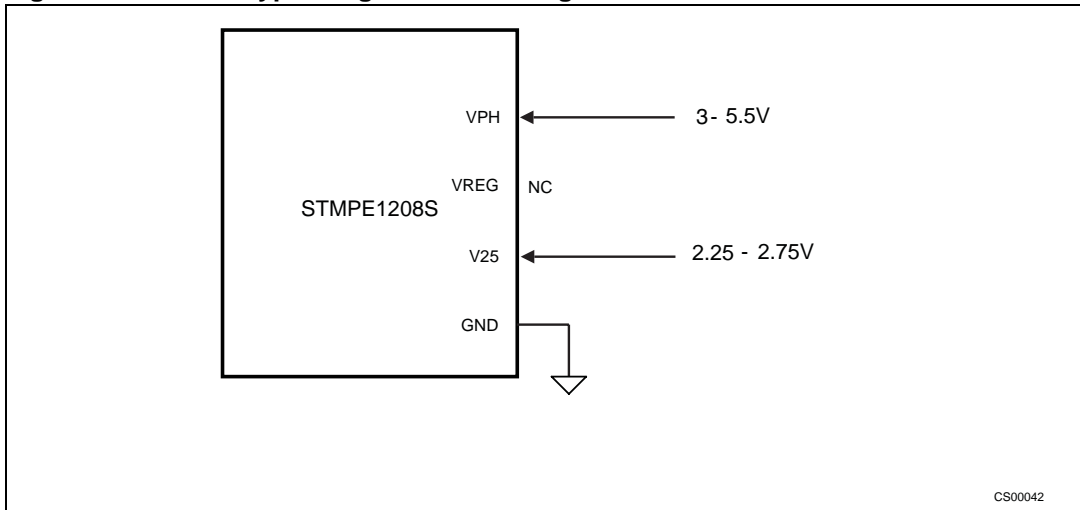 VPH
3- 5.5V
VREG
NC
STMPE1208S
V25
2.25 - 2.75V
GND
CS00042